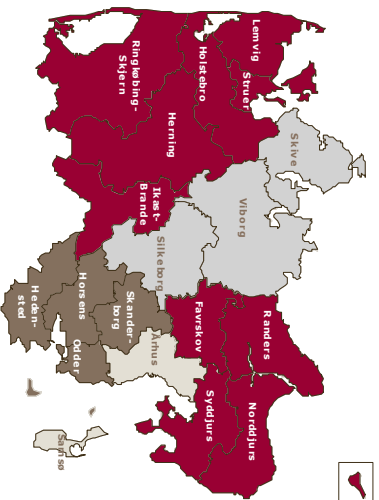 Lemvig
Struer
Holstebro
Ringkøbing-
Skjern
Herning
Ikast-
Brande
Skive
Viborg
Silkeborg
Favrskov
Randers
Norddjurs
Syddjurs
Århus
Skander-
borg
Horsens
Odder
Heden-
sted
Samsø